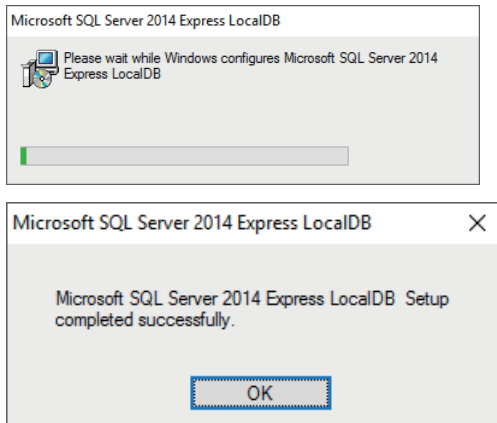 Microsoft SQL Server 2014 Express LocalDB
Please wait while Windows configures Microsoft SQL Server 2014
Express LocalDB
Microsoft SQL Server 2014 Express LocalDB
Microsoft SQL Server 2014 Express LocalDB Setup
completed successfully.
OK